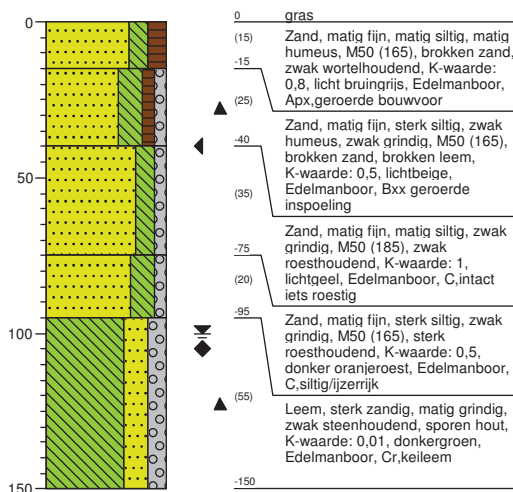 0
50
100
150
0
gras
(15)
-15
(25)
-40
(35)
-75
(20)
-95
(55)
-150
Zand, matig fijn, matig siltig, matig
humeus, M50 (165), brokken zand,
zwak wortelhoudend, K-waarde:
0,8, licht bruingrijs, Edelmanboor,
Apx,geroerde bouwvoor
Zand, matig fijn, sterk siltig, zwak
humeus, zwak grindig, M50 (165),
brokken zand, brokken leem,
K-waarde: 0,5, lichtbeige,
Edelmanboor, Bxx geroerde
inspoeling
Zand, matig fijn, matig siltig, zwak
grindig, M50 (185), zwak
roesthoudend, K-waarde: 1,
lichtgeel, Edelmanboor, C,intact
iets roestig
Zand, matig fijn, sterk siltig, zwak
grindig, M50 (165), sterk
roesthoudend, K-waarde: 0,5,
donker oranjeroest, Edelmanboor,
C,siltig/ijzerrijk
Leem, sterk zandig, matig grindig,
zwak steenhoudend, sporen hout,
K-waarde: 0,01, donkergroen,
Edelmanboor, Cr,keileem